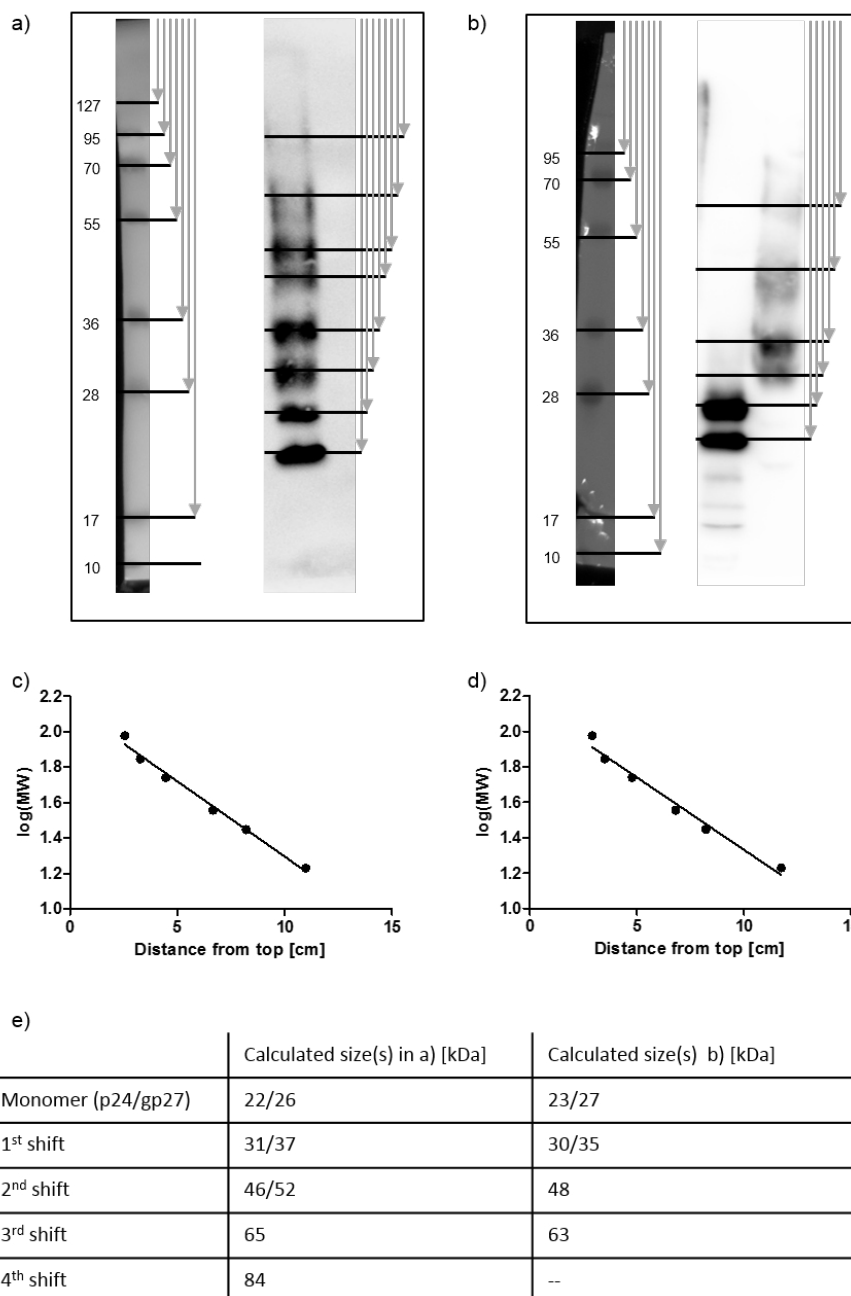 a)
127
95
70
55
36
28
17
10
b)
95
70
55
36
28
17
10
c)
2.2
2.0
1.8
1.6
1.4
1.2
1.0
log(MW)
0 5 10 15
Distance from top [cm]
d)
2.2
2.0
1.8
1.6
1.4
1.2
1.0
log(MW)
0 5 10
Distance from top [cm]
e)
Calculated size(s) in a) [kDa] Calculated size(s) b) [kDa]
Monomer (p24/gp27) 22/26 23/27
1st shift 31/37 30/35
2nd shift 46/52 48
3rd shift 65 63
4th shift 84 --